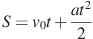 S = v₀t + at²/2